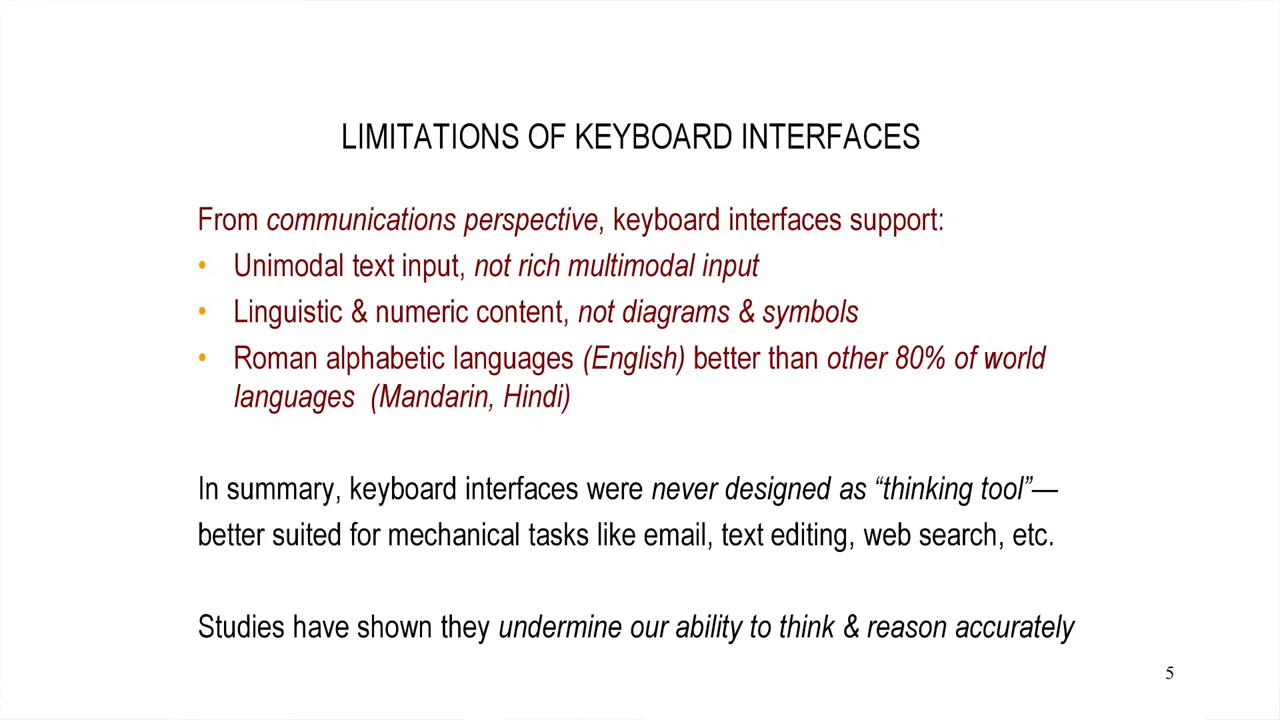 LIMITATIONS OF KEYBOARD INTERFACES
From communications perspective, keyboard interfaces support:
• Unimodal text input, not rich multimodal input
• Linguistic & numeric content, not diagrams & symbols
• Roman alphabetic languages (English) better than other 80% of world
languages (Mandarin, Hindi)
In summary, keyboard interfaces were never designed as “thinking tool”—
better suited for mechanical tasks like email, text editing, web search, etc.
Studies have shown they undermine our ability to think & reason accurately
5